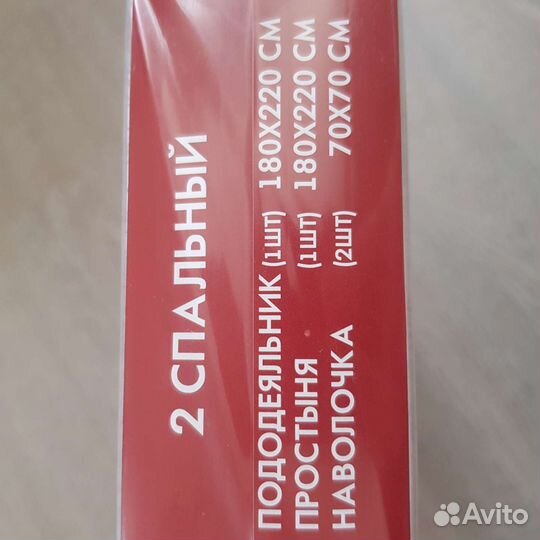 2 СПАЛЬНЫЙ
ПОДОДЕЯЛЬНИК (1ШТ) 180Х220 СМ
ПРОСТЫНЯ (1ШТ) 180Х220 СМ
НАВОЛОЧКА (2ШТ) 70Х70 СМ
Avito